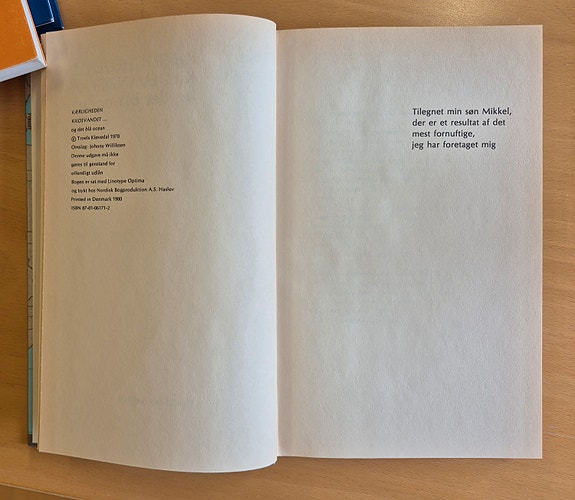 KÆRLIGHEDEN
KILDEVANDET ...
og det blå ocean
© Troels Kløvedal 1978
Omslag: Johnny Williksen
Denne udgave må ikke
gøres til genstand for
offentligt udlån
Bogen er sat med Linotype Optima
og trykt hos Nordisk Bogproduktion A.S. Haslev
Printed in Denmark 1980
ISBN 87-01-06171-2
Tilegnet min søn Mikkel,
der er et resultat af det
mest fornuftige,
jeg har foretaget mig